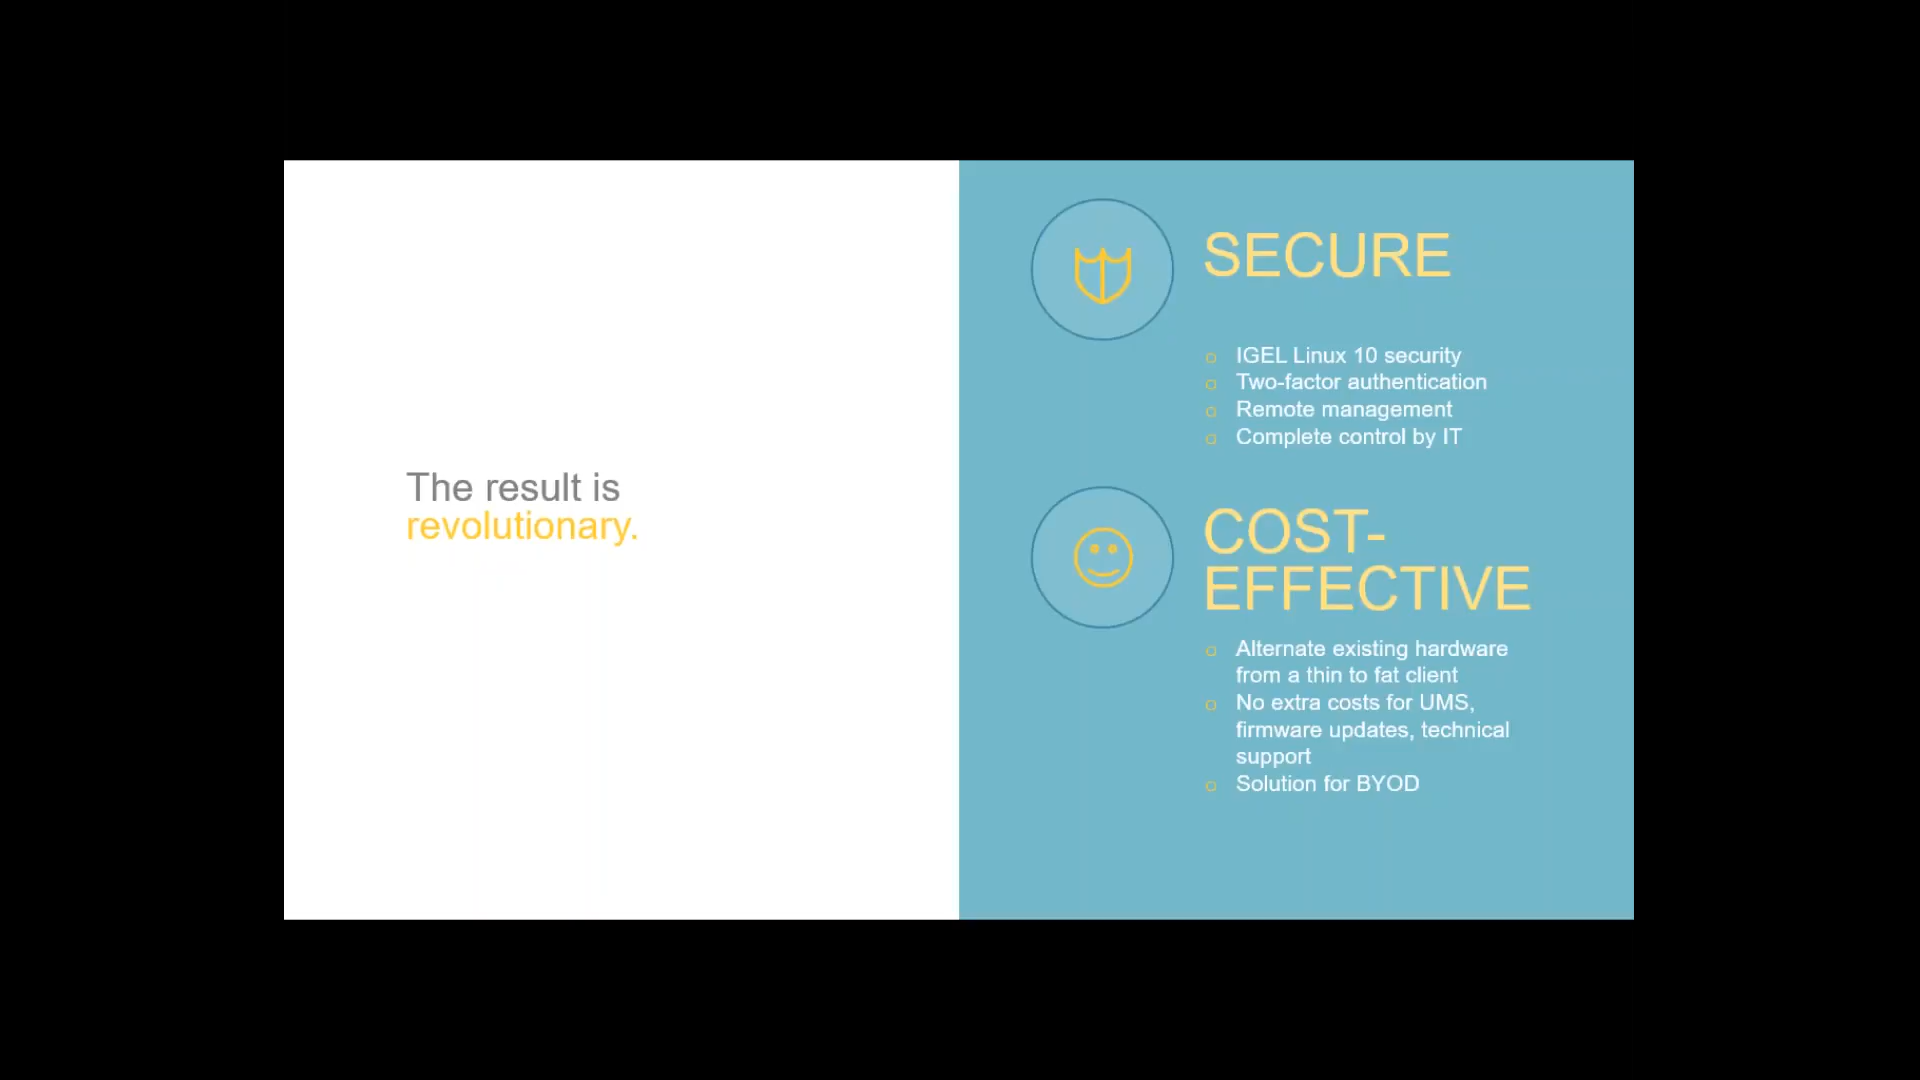 The result is
revolutionary.
SECURE
IGEL Linux 10 security
Two-factor authentication
Remote management
Complete control by IT
COST-
EFFECTIVE
Alternate existing hardware
from a thin to fat client
No extra costs for UMS,
firmware updates, technical
support
Solution for BYOD